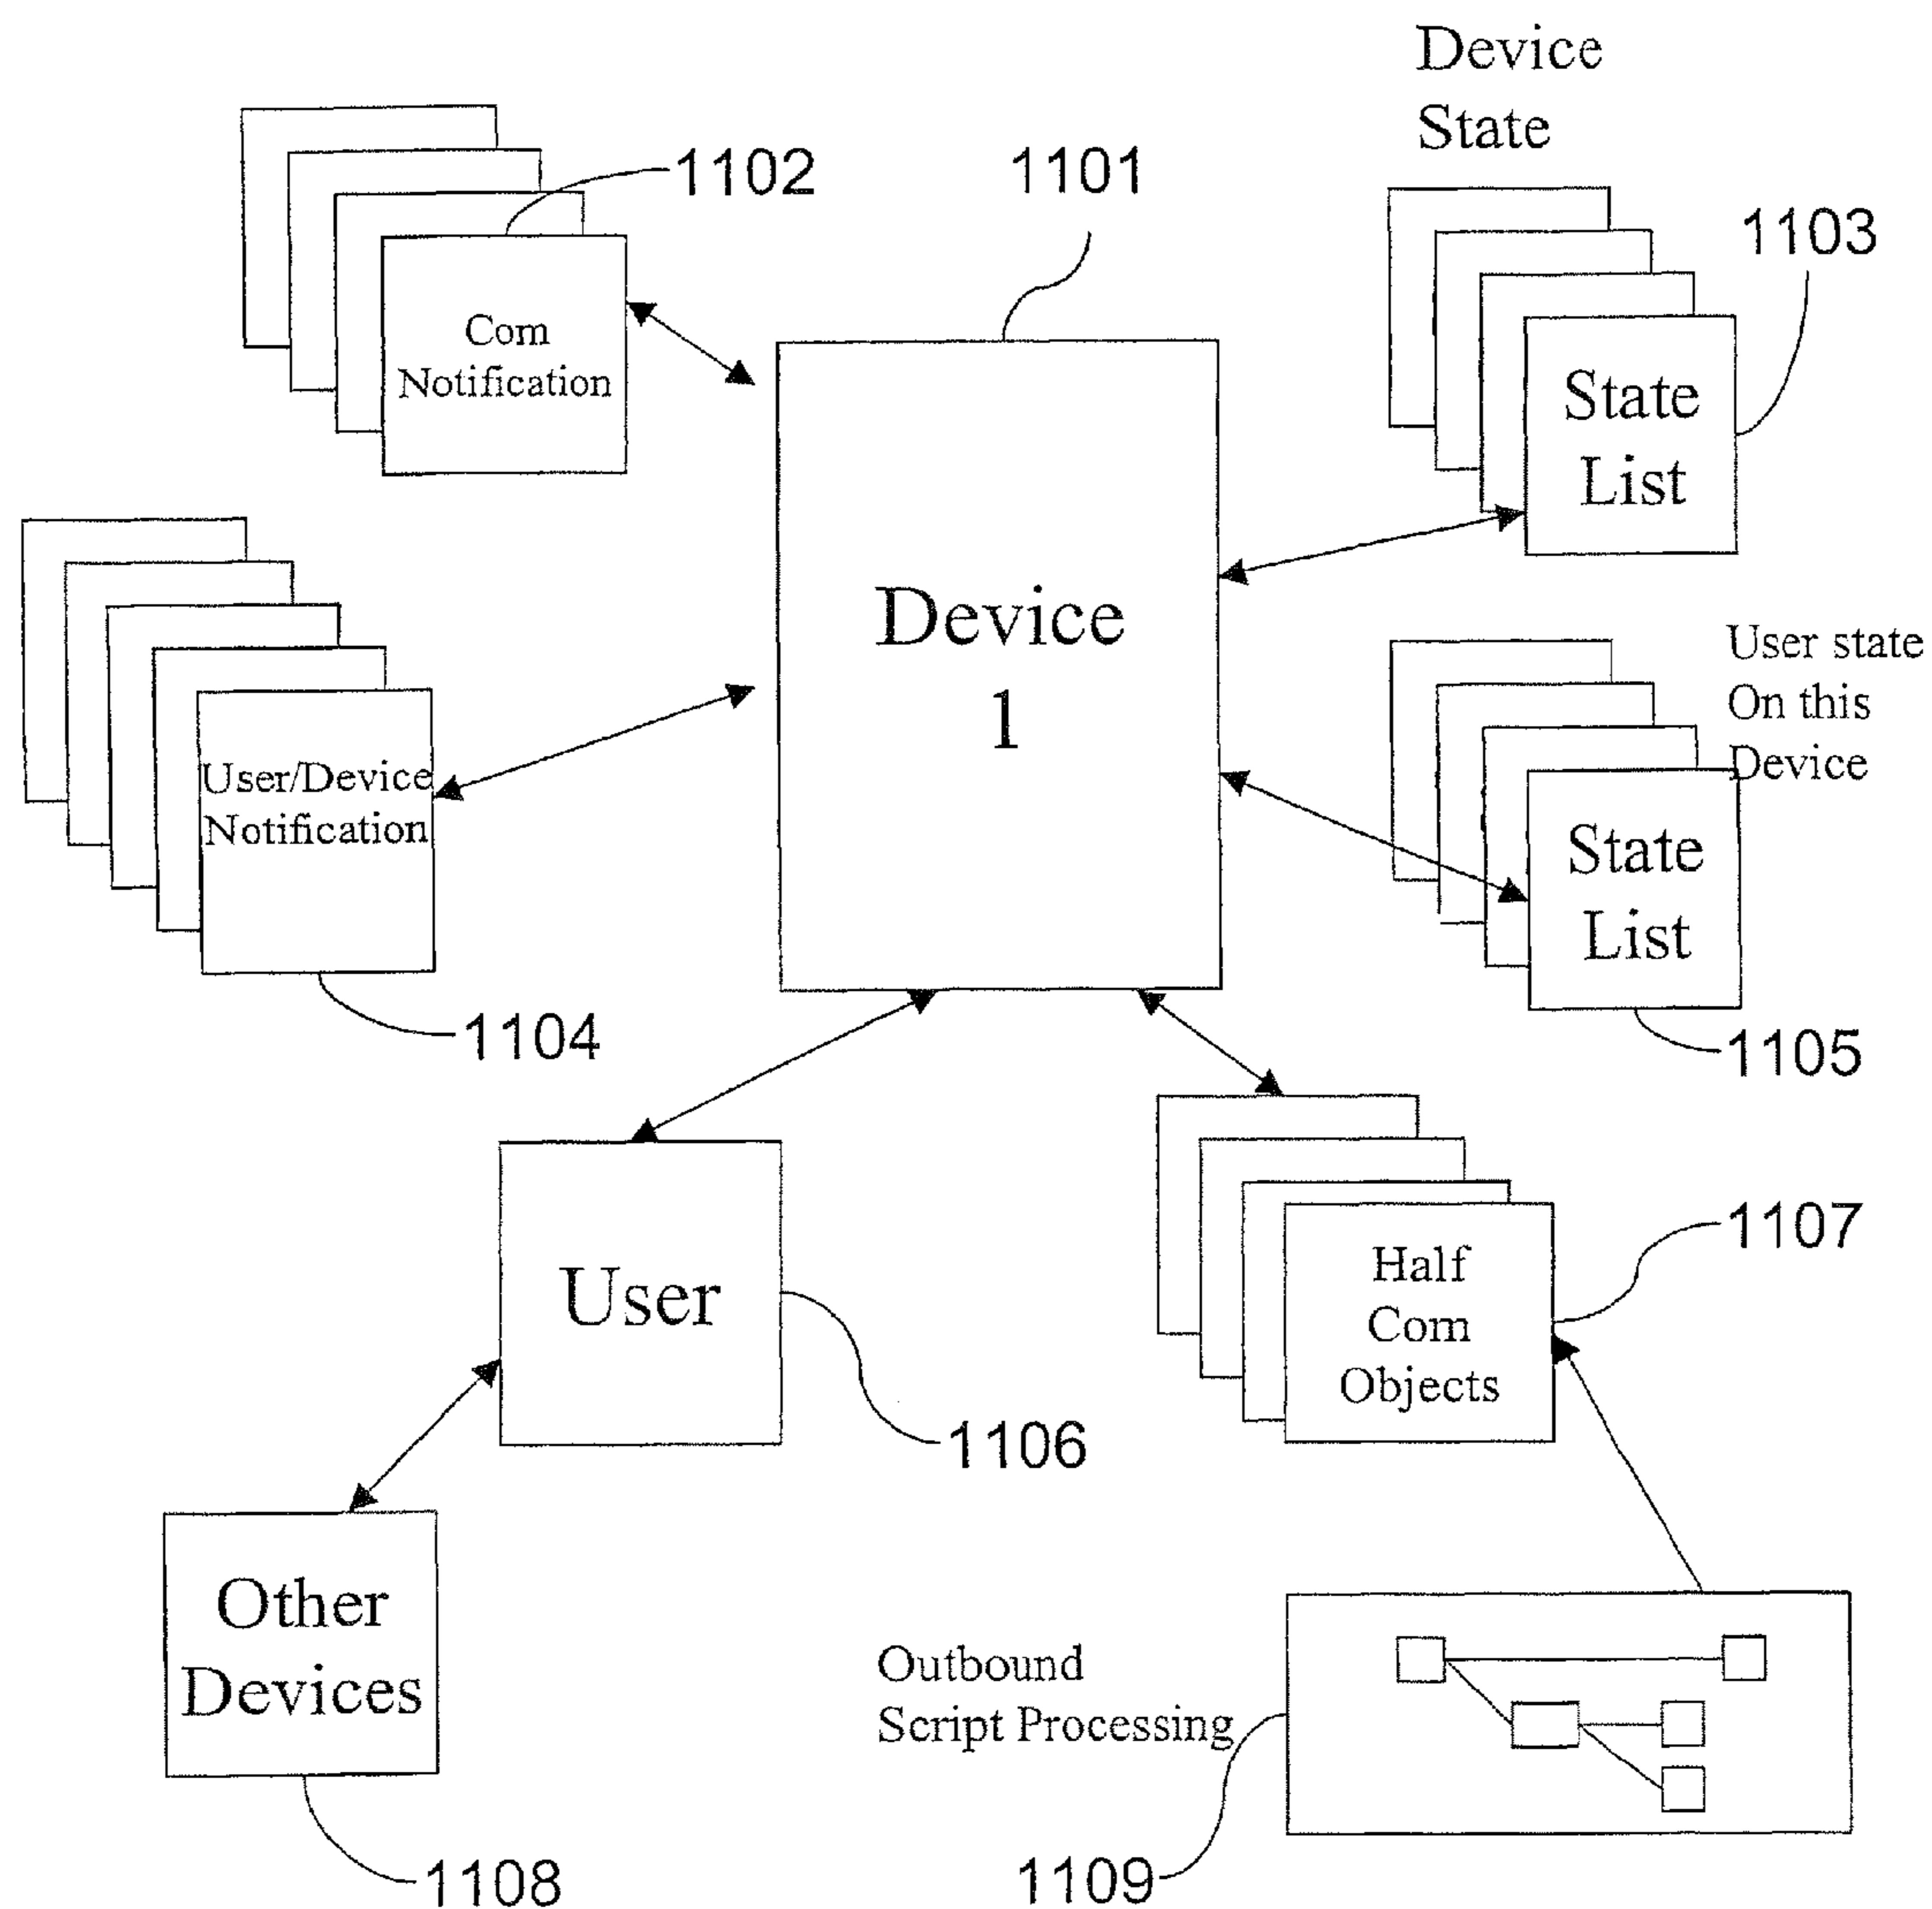 Device
State
1102
1101
1103
Com
Notification
State
List
Device
1
User state
On this
Device
User/Device
Notification
State
List
1104
1105
User
Half
Com
Objects
1107
1106
Other
Devices
Outbound
Script Processing
1108
1109